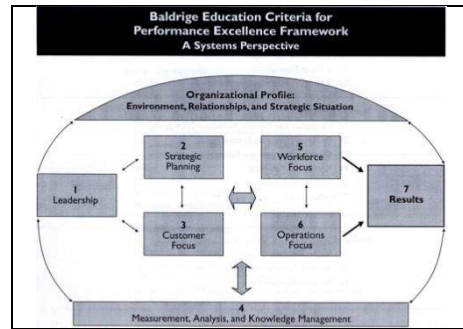 Baldrige Education Criteria for
Performance Excellence Framework
A Systems Perspective
Organizational Profile:
Environment, Relationships, and Strategic Situation
2
Strategic
Planning
5
Workforce
Focus
1
Leadership
7
Results
3
Customer
Focus
6
Operations
Focus
4
Measurement, Analysis, and Knowledge Management